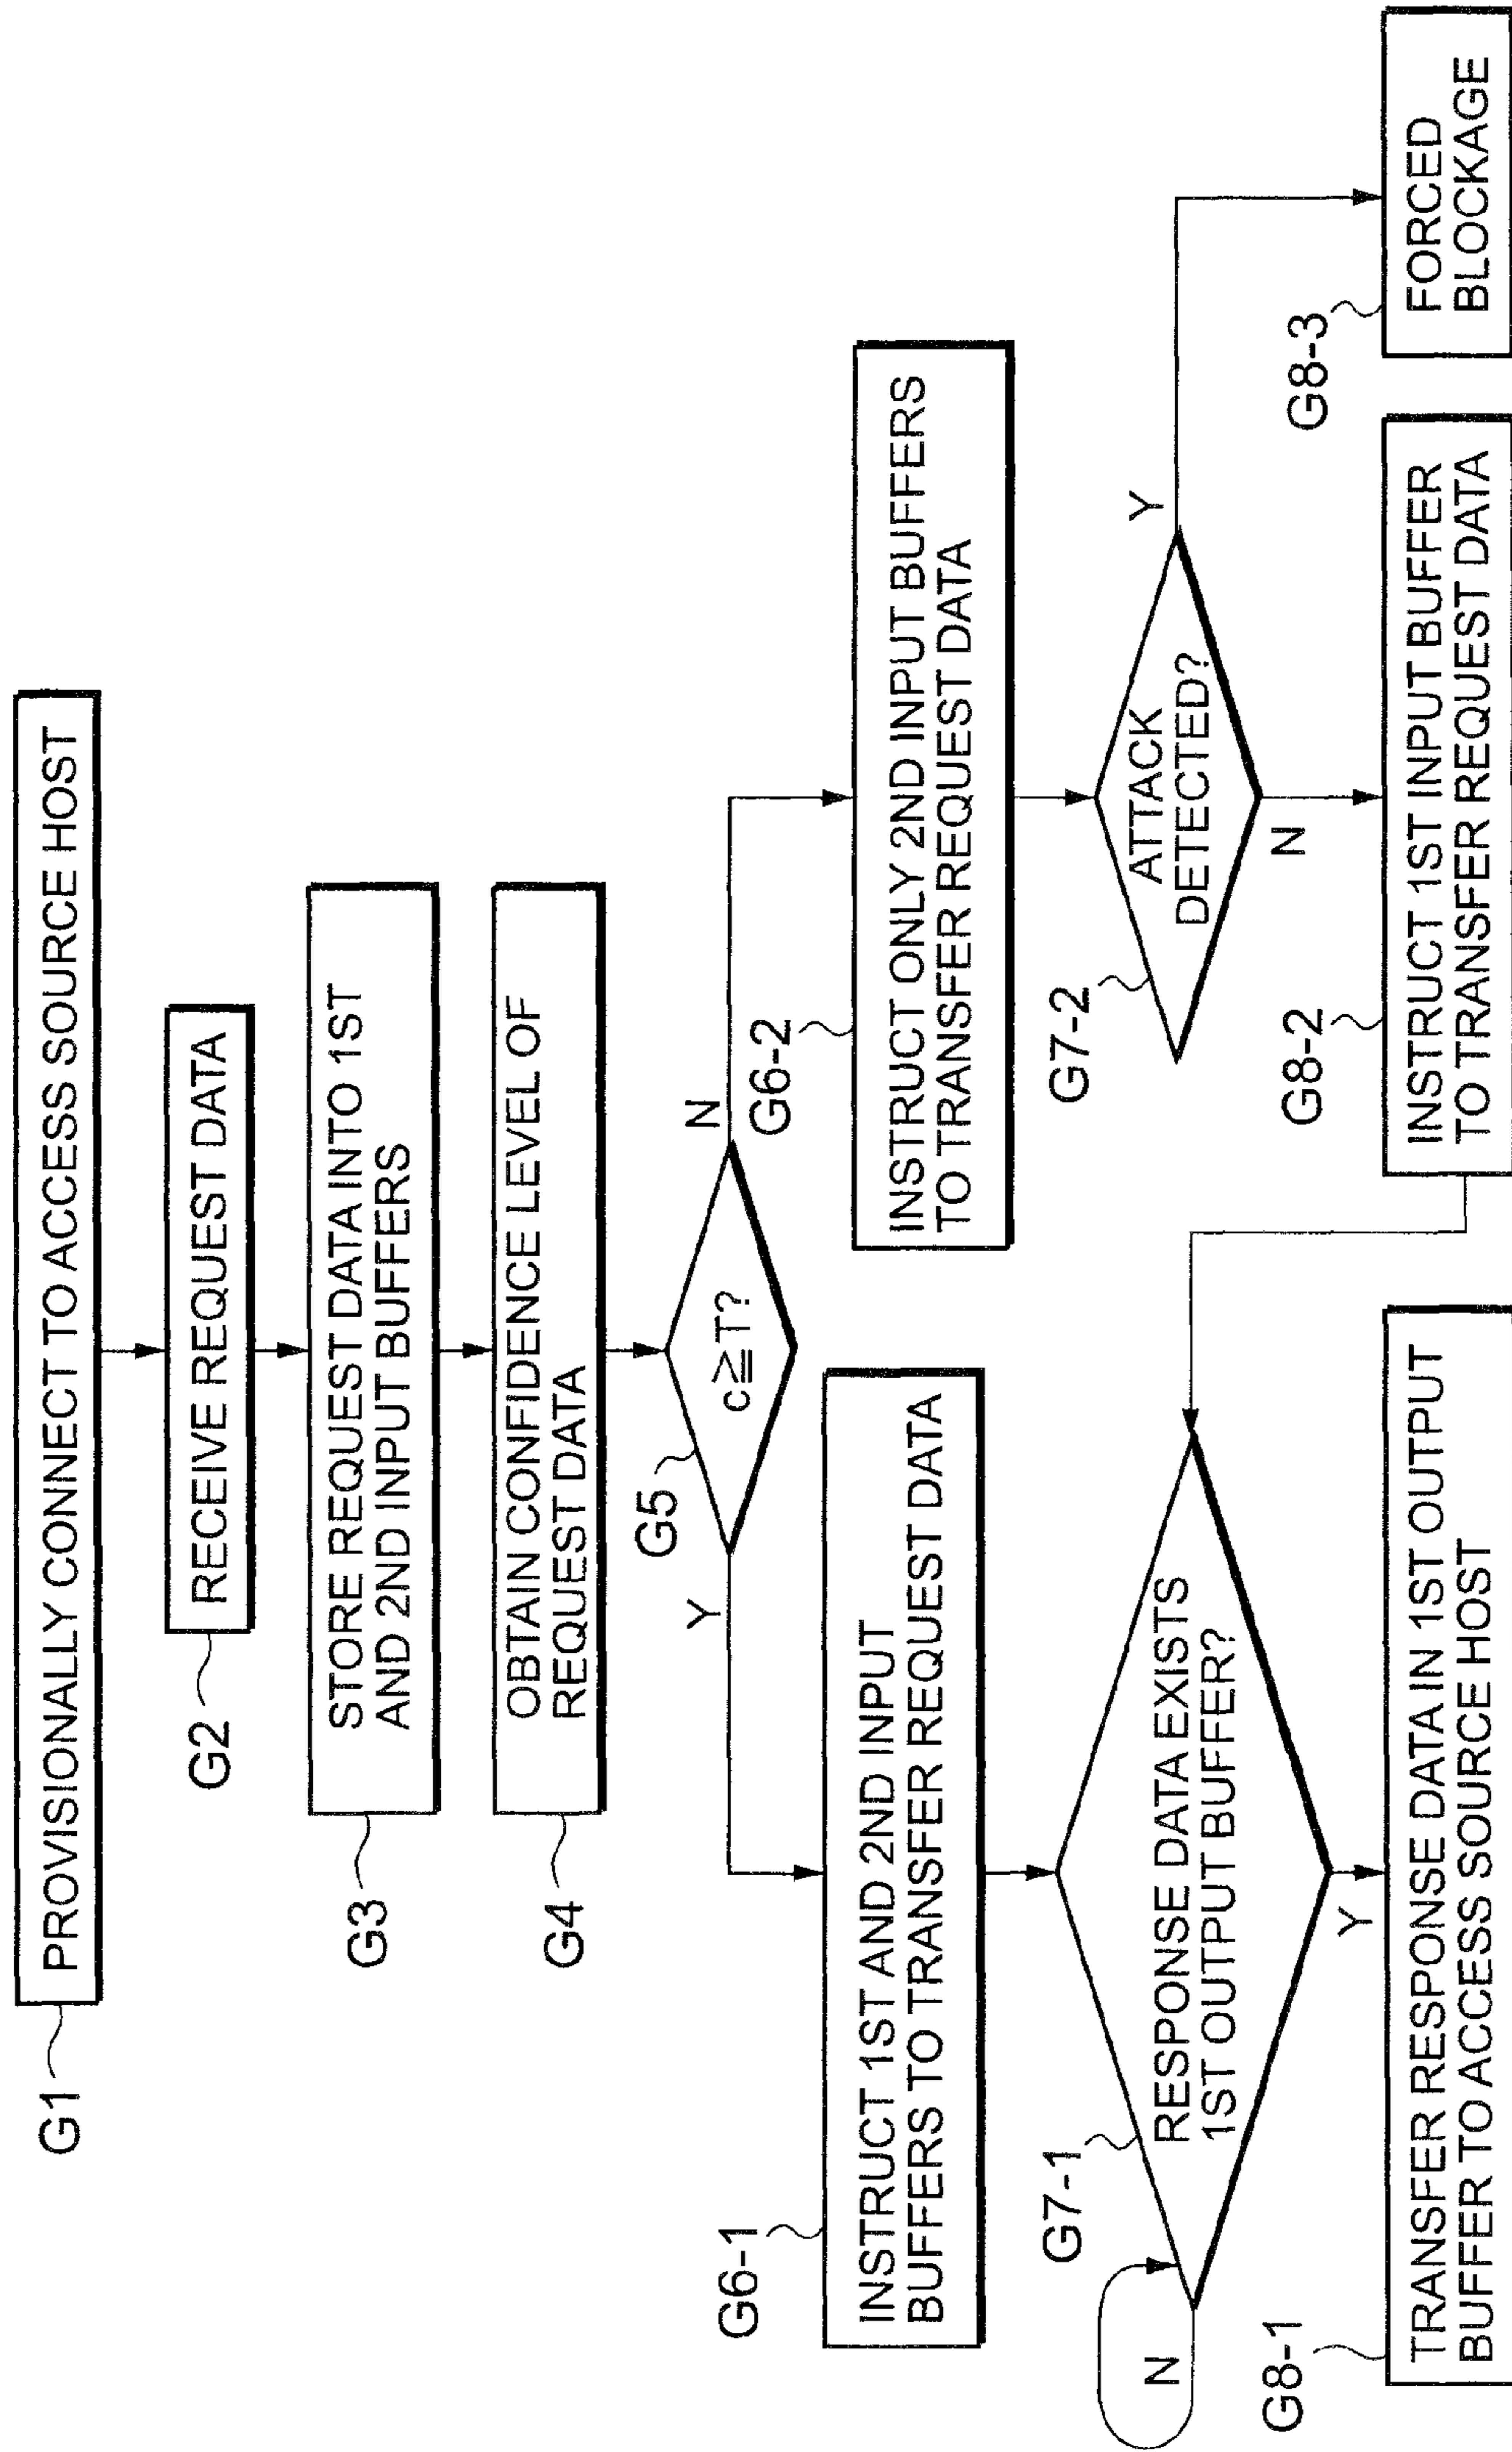 G1
PROVISIONALLY CONNECT TO ACCESS SOURCE HOST
G2
RECEIVE REQUEST DATA
G3
STORE REQUEST DATA INTO 1ST
AND 2ND INPUT BUFFERS
G4
OBTAIN CONFIDENCE LEVEL OF
REQUEST DATA
G5
c≧T?
Y
N
G6-1
INSTRUCT 1ST AND 2ND INPUT
BUFFERS TO TRANSFER REQUEST DATA
G6-2
INSTRUCT ONLY 2ND INPUT BUFFERS
TO TRANSFER REQUEST DATA
G7-1
RESPONSE DATA EXISTS
1ST OUTPUT BUFFER?
N
Y
G7-2
ATTACK
DETECTED?
Y
N
G8-1
TRANSFER RESPONSE DATA IN 1ST OUTPUT
BUFFER TO ACCESS SOURCE HOST
G8-2
INSTRUCT 1ST INPUT BUFFER
TO TRANSFER REQUEST DATA
G8-3
FORCED
BLOCKAGE